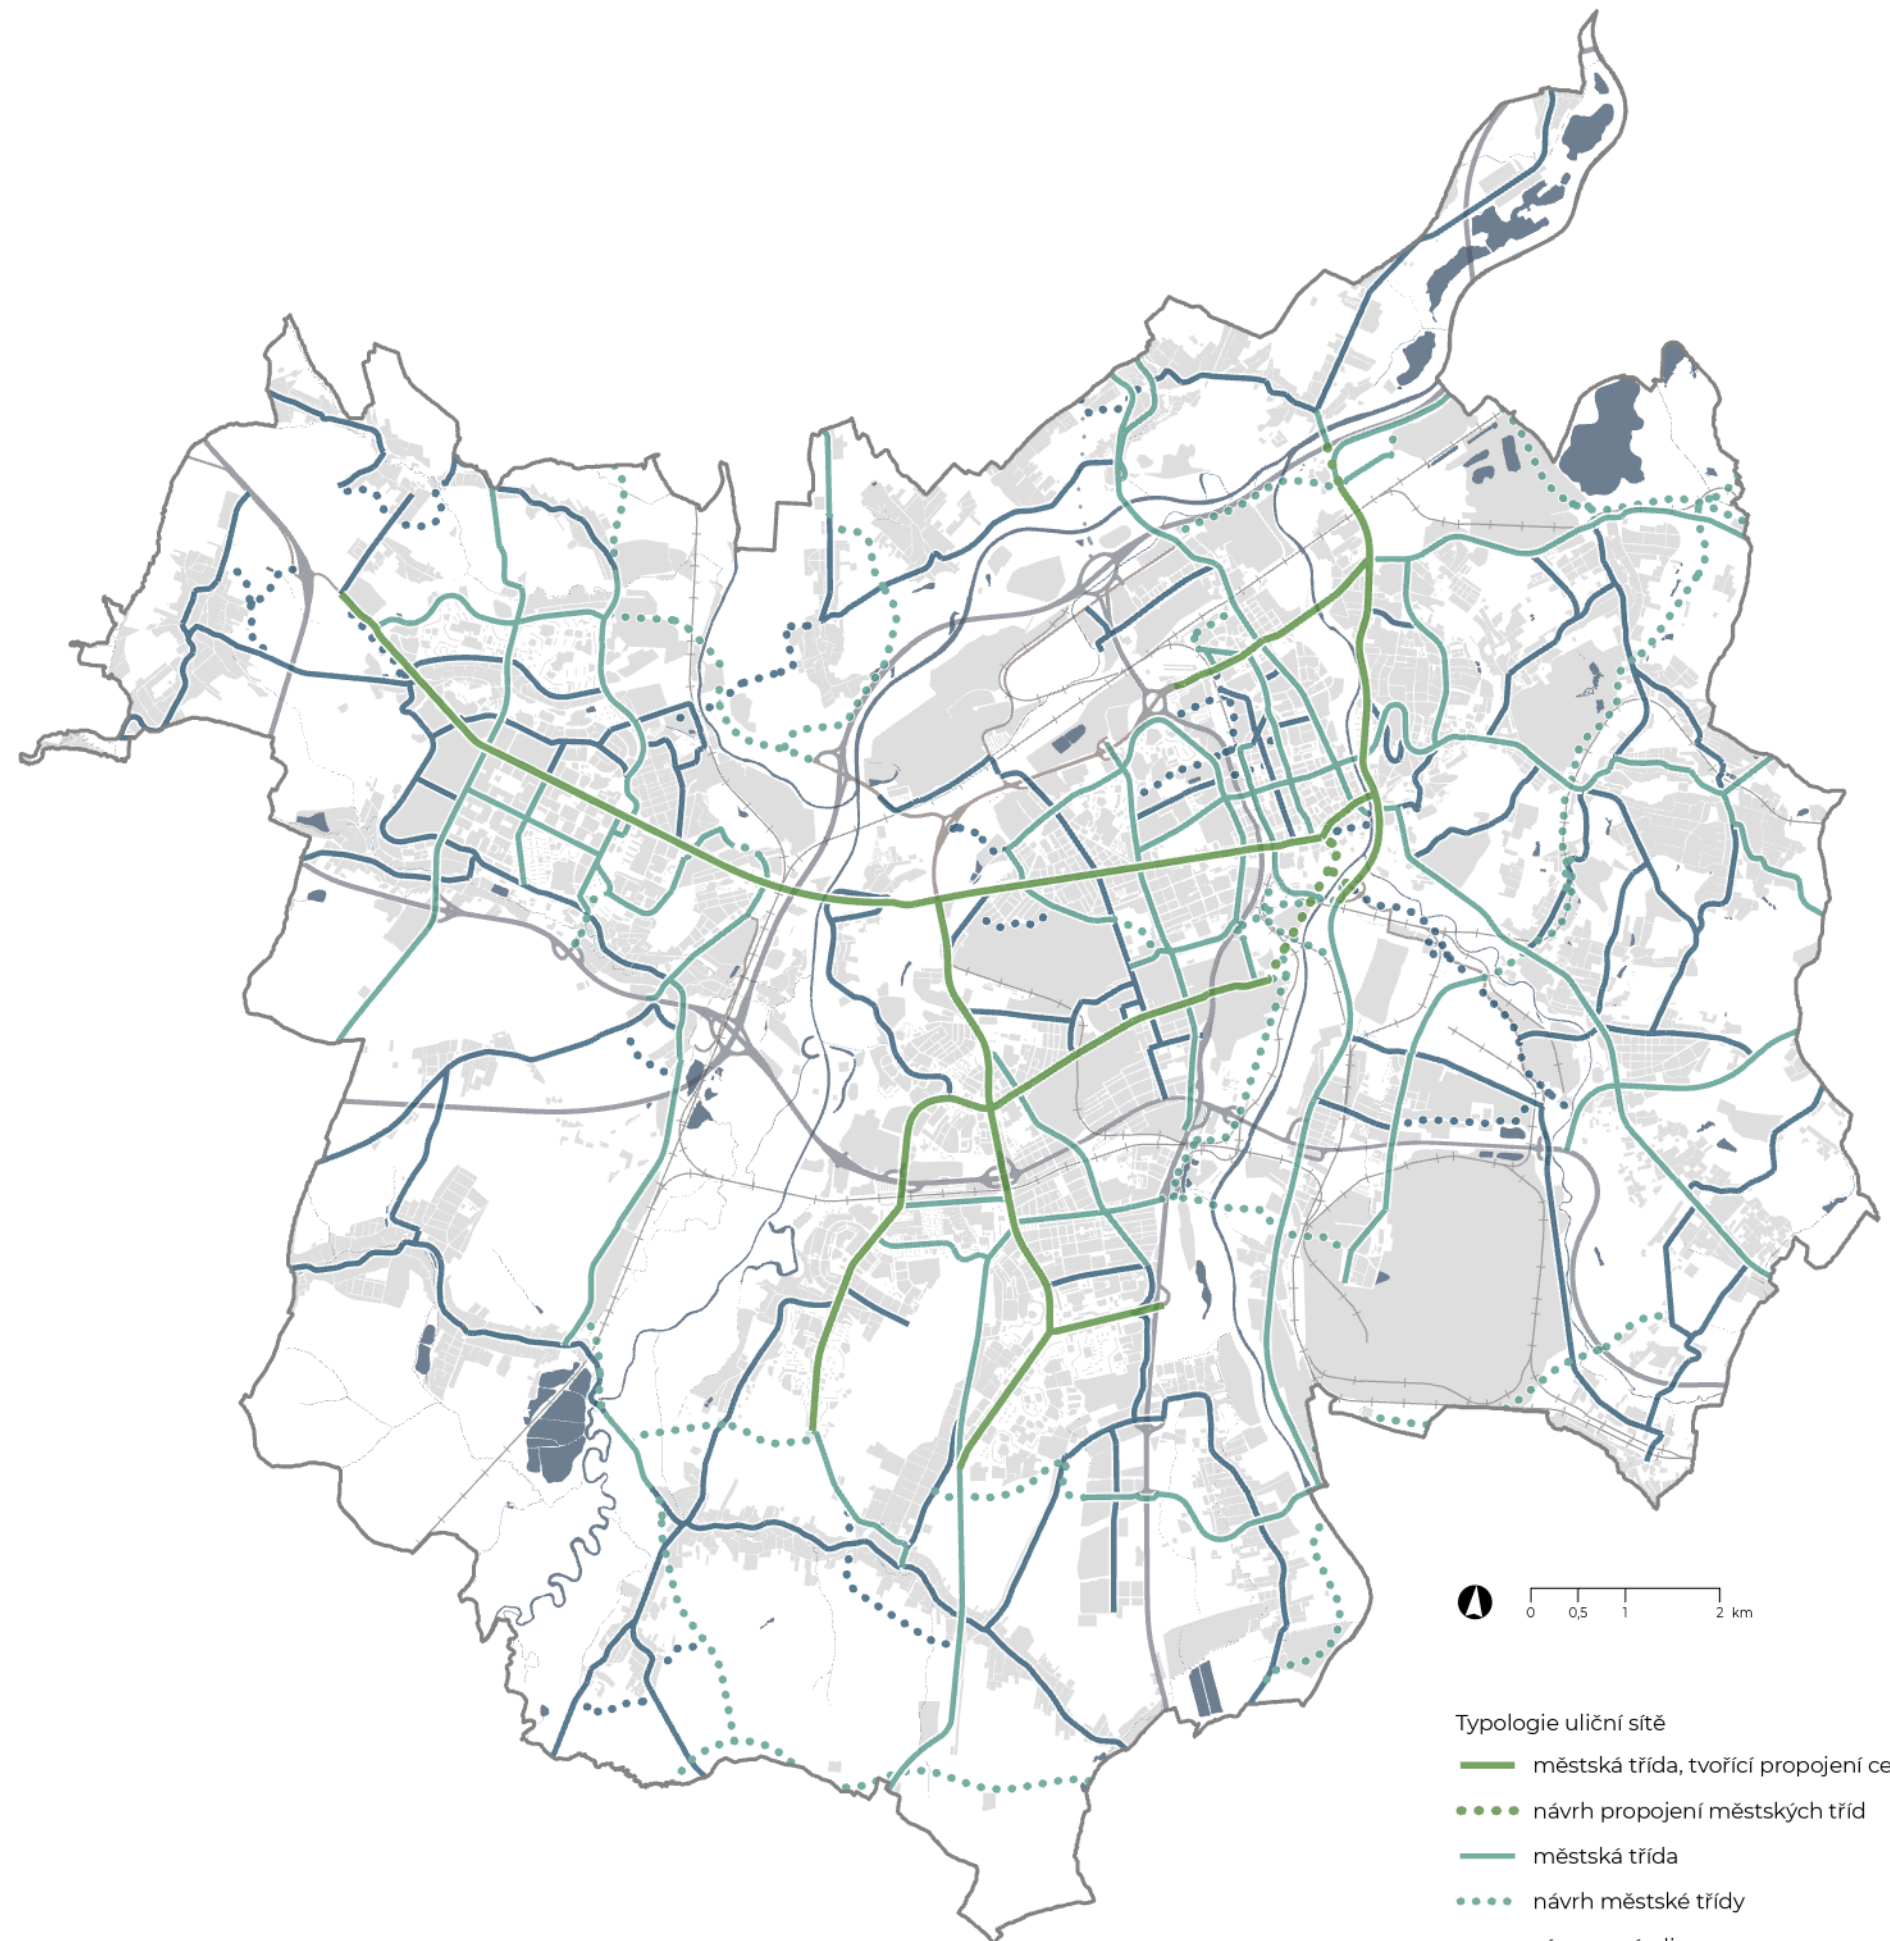 0 0,5 1 2 km
Typologie uliční sítě
městská třída, tvořící propojení ce
návrh propojení městských tříd
městská třída
návrh městské třídy